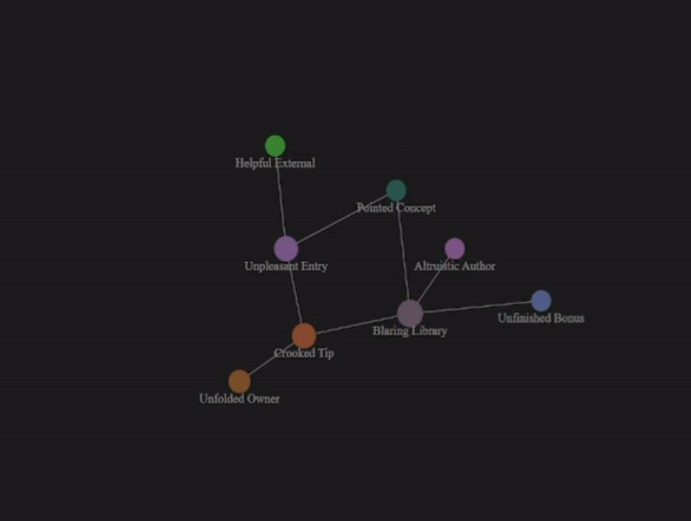 Helpful External
Pointed Concept
Unpleasant Entry
Altruistic Author
Unfinished Bonus
Blaring Library
Crooked Tip
Unfolded Owner